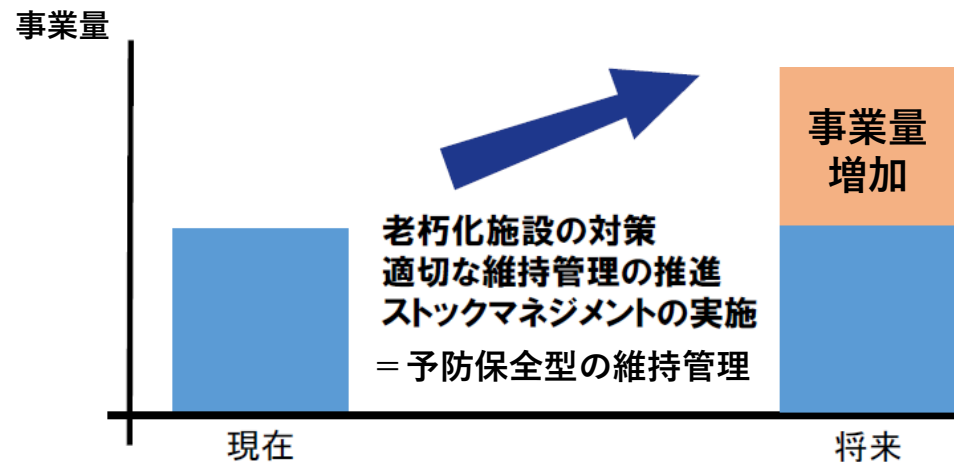 事業量
事業量
増加
老朽化施設の対策
適切な維持管理の推進
ストックマネジメントの実施
＝予防保全型の維持管理
現在
将来